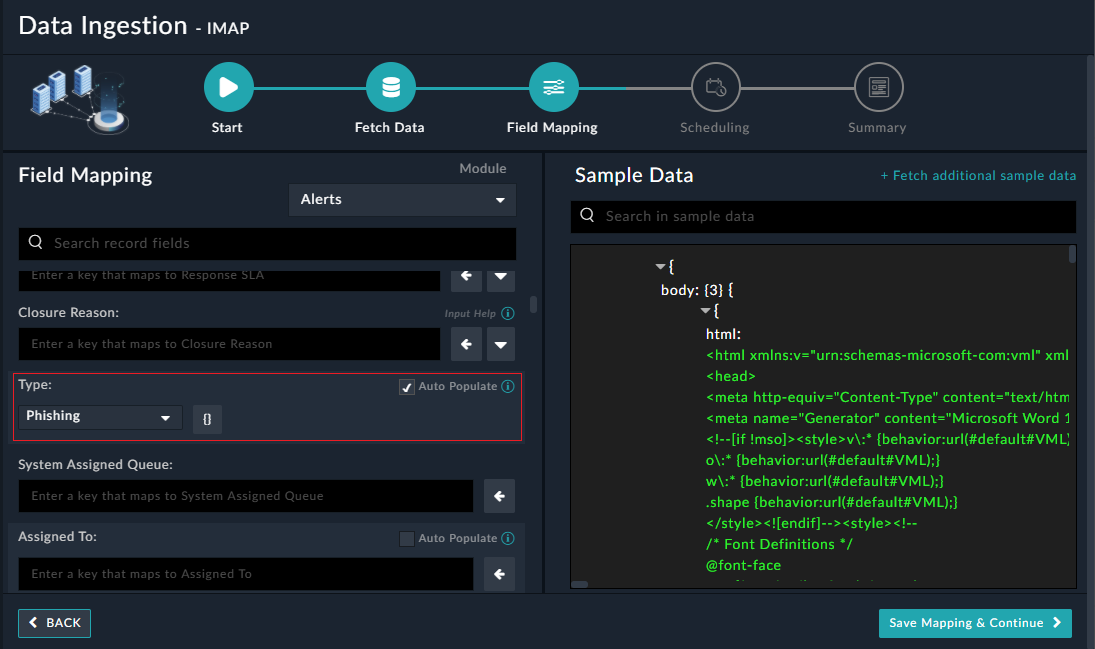 Data Ingestion - IMAP
Start
Fetch Data
Field Mapping
Scheduling
Summary
Field Mapping
Module
Alerts
Search record fields
Enter a key that maps to Response SLA
Closure Reason:
Input Help
Enter a key that maps to Closure Reason
Type:
Auto Populate
Phishing
{}
System Assigned Queue:
Enter a key that maps to System Assigned Queue
Assigned To:
Auto Populate
Enter a key that maps to Assigned To
BACK
Sample Data
+ Fetch additional sample data
Search in sample data
{
body: {3} {
{
html:
<html xmlns:v="urn:schemas-microsoft-com:vml" xml
<head>
<meta http-equiv="Content-Type" content="text/htm
<meta name="Generator" content="Microsoft Word 1
<!--[if !mso]><style>v\:* {behavior:url(#default#VML)
o\:* {behavior:url(#default#VML);}
w\:* {behavior:url(#default#VML);}
.shape {behavior:url(#default#VML);}
</style><![endif]--><style><!--
/* Font Definitions */
@font-face
Save Mapping & Continue